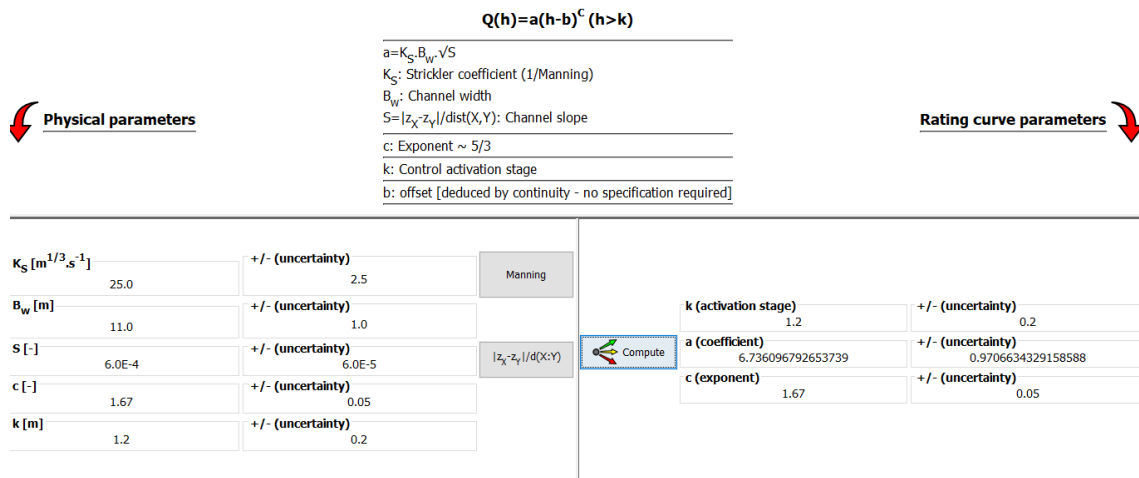 Q(h)=a(h-b)^C (h>k)
a=K_S.B_w.√S
K_S: Strickler coefficient (1/Manning)
B_w: Channel width
S=|z_X-z_Y|/dist(X,Y): Channel slope
c: Exponent ~ 5/3
k: Control activation stage
b: offset [deduced by continuity - no specification required]
Physical parameters
Rating curve parameters
K_S [m^1/3.s^-1]
25.0
+/- (uncertainty)
2.5
Manning
B_w [m]
11.0
+/- (uncertainty)
1.0
S [-]
6.0E-4
+/- (uncertainty)
6.0E-5
|z_X-z_Y|/d(X:Y)
c [-]
1.67
+/- (uncertainty)
0.05
k [m]
1.2
+/- (uncertainty)
0.2
Compute
k (activation stage)
1.2
+/- (uncertainty)
0.2
a (coefficient)
6.736096792653739
+/- (uncertainty)
0.9706634329158588
c (exponent)
1.67
+/- (uncertainty)
0.05